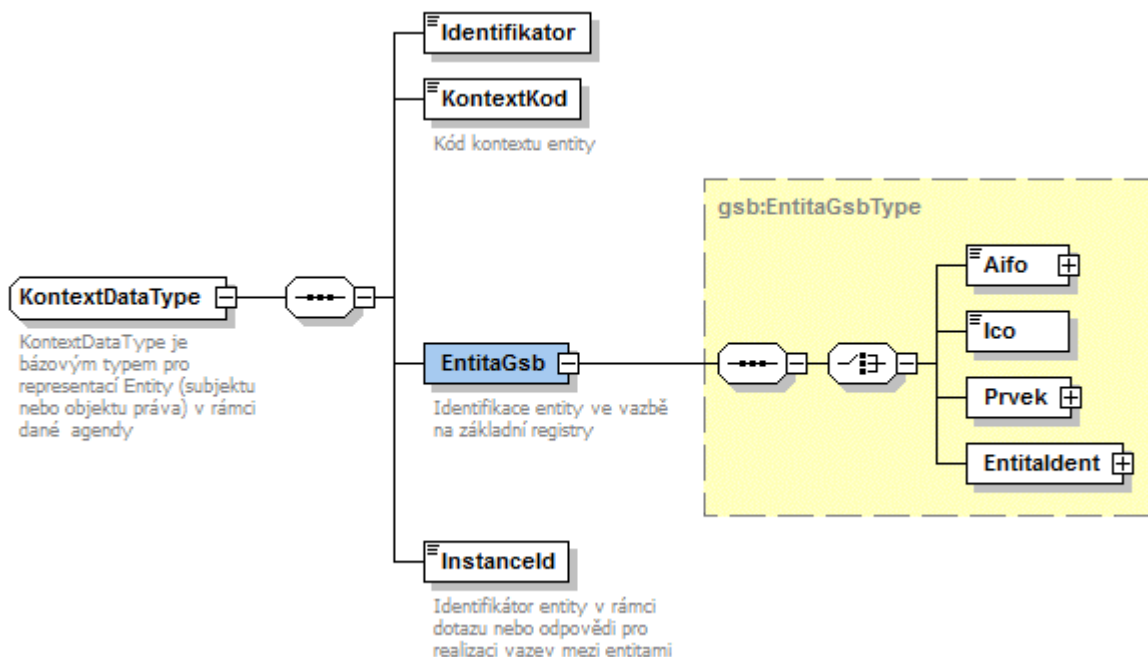 Identifikator
KontextKod
Kód kontextu entity
gsb:EntitaGsbType
Aifo
KontextDataType
KontextDataType je
bázovým typem pro
representací Entity (subjektu
nebo objektu práva) v rámci
dané agendy
Ico
EntitaGsb
Identifikace entity ve vazbě
na základní registry
Prvek
EntitaIdent
InstanceId
Identifikátor entity v rámci
dotazu nebo odpovědi pro
realizaci vazev mezi entitami